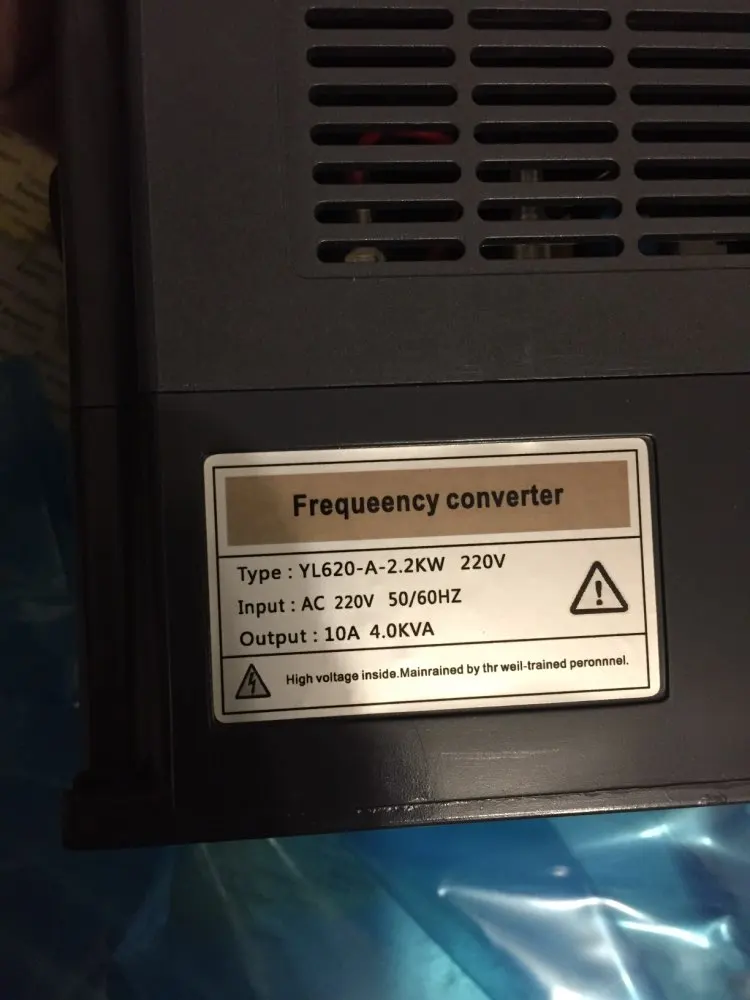 Frequeency converter
Type : YL620-A-2.2KW 220V
Input : AC 220V 50/60HZ
Output : 10A 4.0KVA
High voltage inside.Mainrained by thr weil-trained peronnnel.